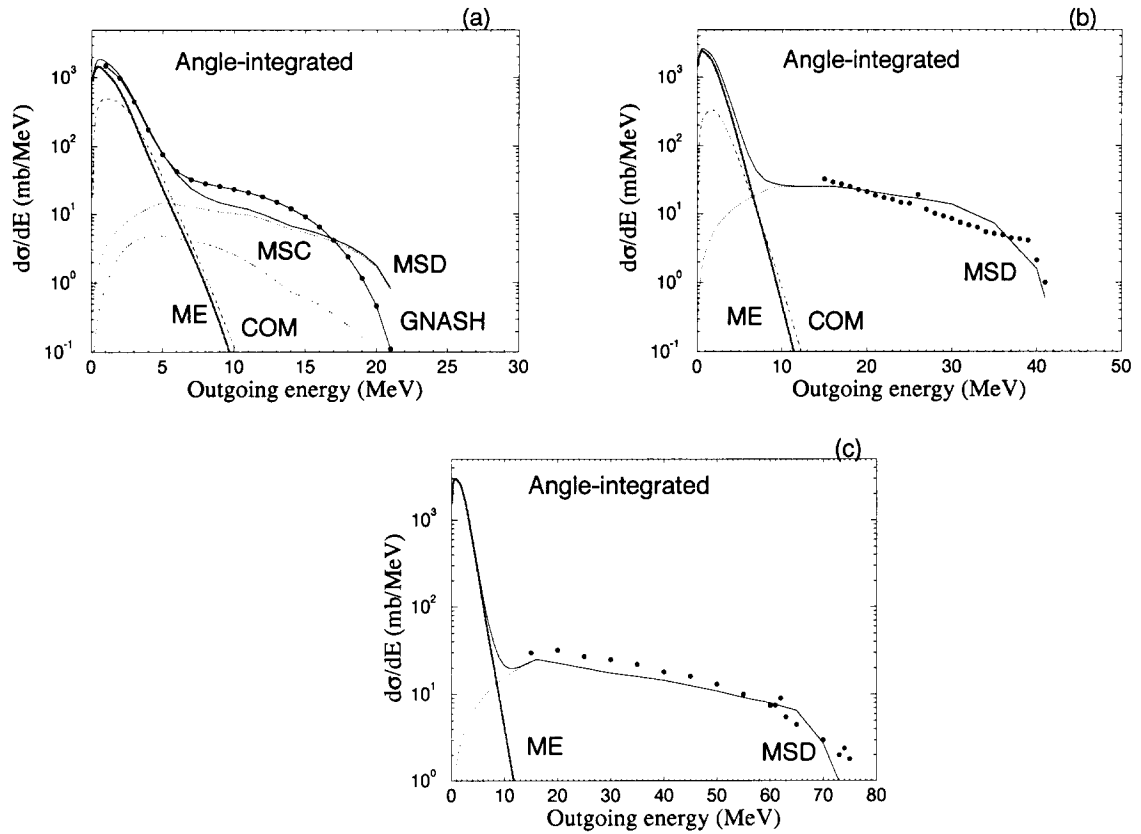 (a)
Angle-integrated
dσ/dE (mb/MeV)
10³
10²
10¹
10⁰
10⁻¹
MSC
MSD
ME
COM
GNASH
0 5 10 15 20 25 30
Outgoing energy (MeV)
(b)
Angle-integrated
dσ/dE (mb/MeV)
10³
10²
10¹
10⁰
10⁻¹
MSD
ME
COM
0 10 20 30 40 50
Outgoing energy (MeV)
(c)
Angle-integrated
dσ/dE (mb/MeV)
10³
10²
10¹
10⁰
ME
MSD
0 10 20 30 40 50 60 70 80
Outgoing energy (MeV)